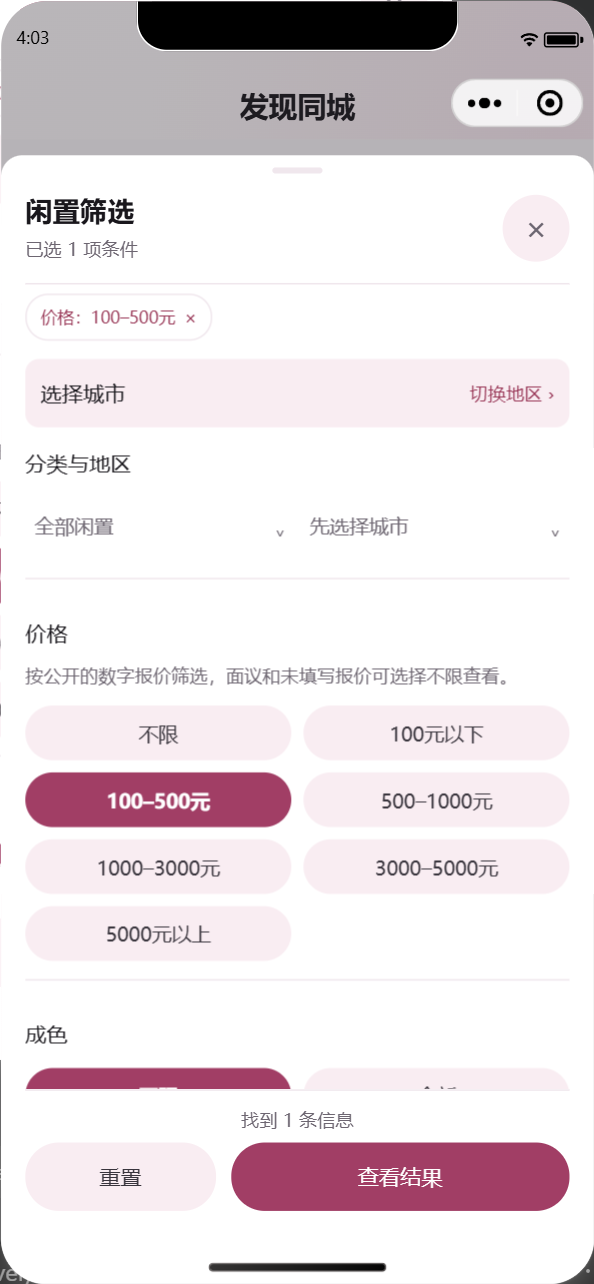 4:03
发现同城
闲置筛选
已选 1 项条件
价格：100–500元 ×
选择城市 切换地区 ›
分类与地区
全部闲置 先选择城市
价格
按公开的数字报价筛选，面议和未填写报价可选择不限查看。
不限 100元以下
100–500元 500–1000元
1000–3000元 3000–5000元
5000元以上
成色
找到 1 条信息
重置 查看结果